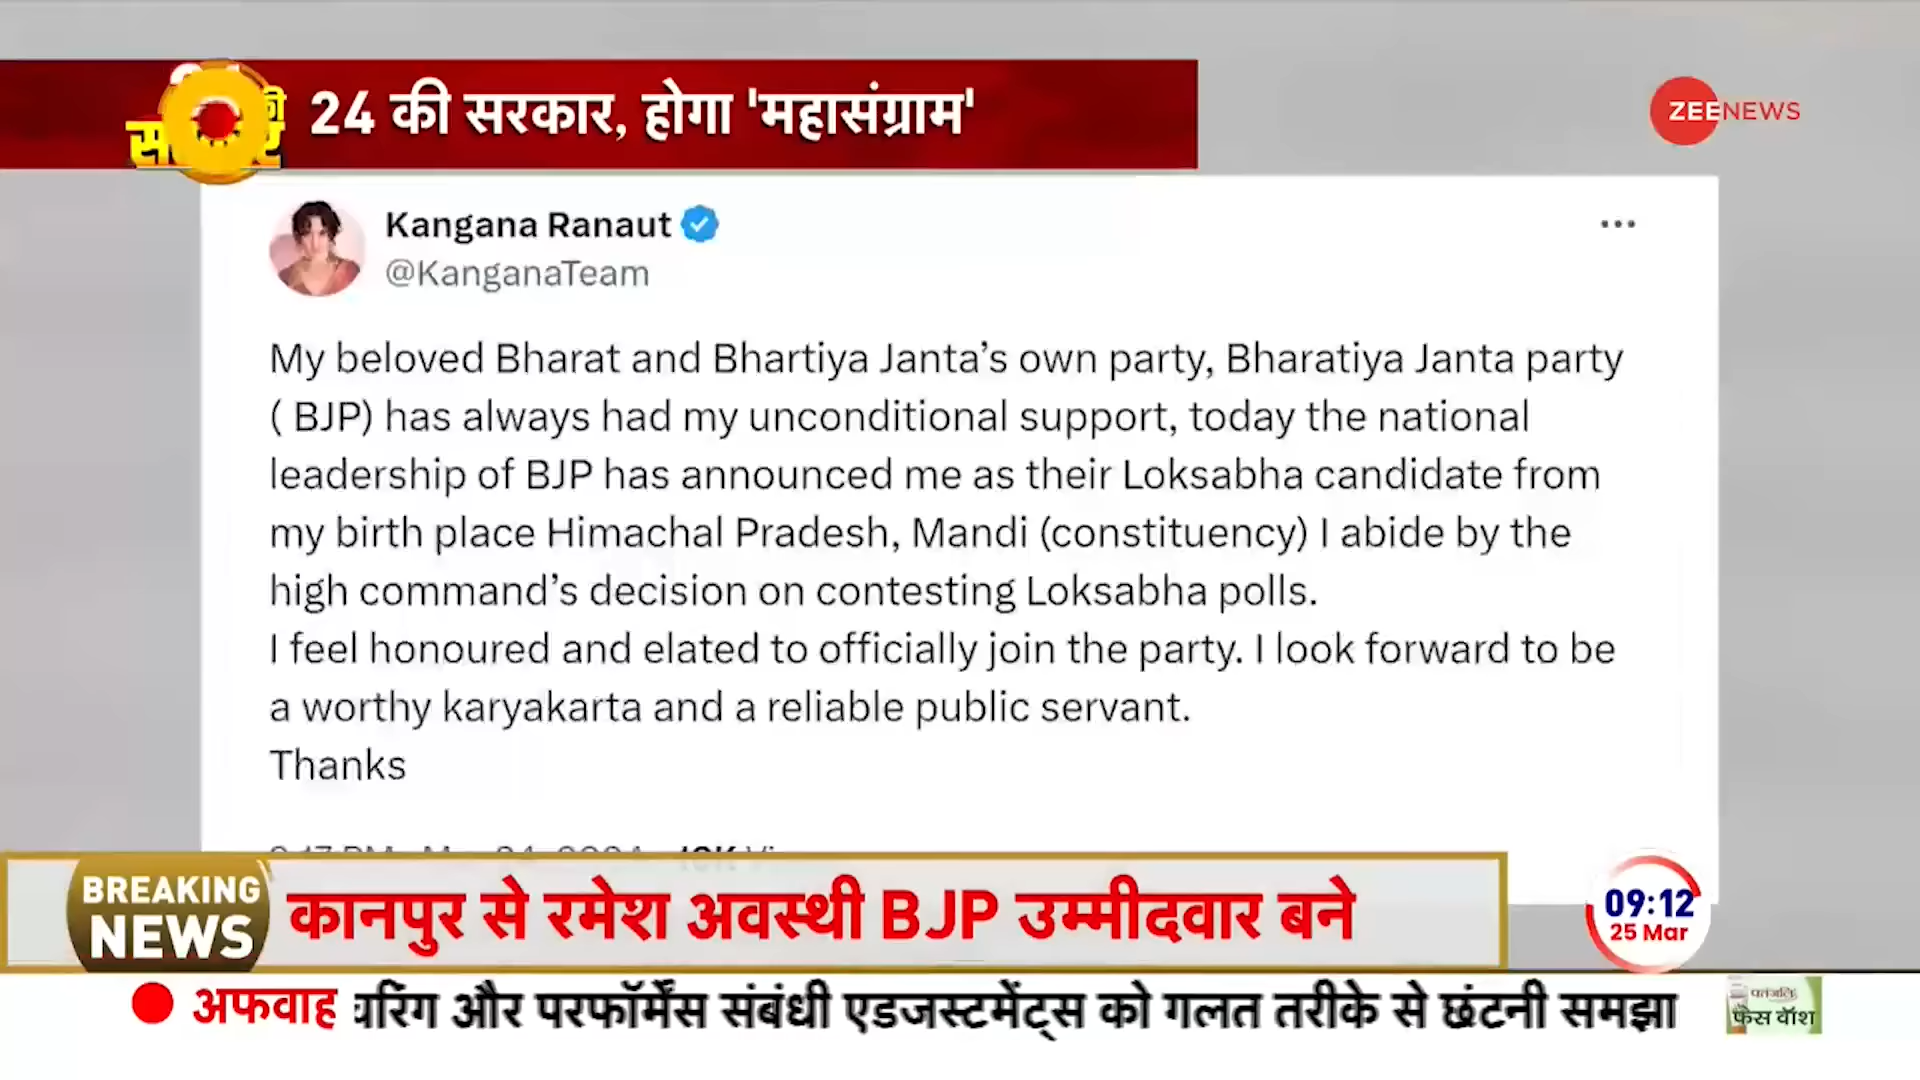 24 की सरकार, होगा 'महासंग्राम'
ZEENEWS
Kangana Ranaut
@KanganaTeam
My beloved Bharat and Bhartiya Janta’s own party, Bharatiya Janta party
( BJP) has always had my unconditional support, today the national
leadership of BJP has announced me as their Loksabha candidate from
my birth place Himachal Pradesh, Mandi (constituency) I abide by the
high command’s decision on contesting Loksabha polls.
I feel honoured and elated to officially join the party. I look forward to be
a worthy karyakarta and a reliable public servant.
Thanks
BREAKING
NEWS
कानपुर से रमेश अवस्थी BJP उम्मीदवार बने
09:12
25 Mar
अफवाह
और परफॉर्मेंस संबंधी एडजस्टमेंट्स को गलत तरीके से छंटनी समझा
पतंजलि
फेस वॉश